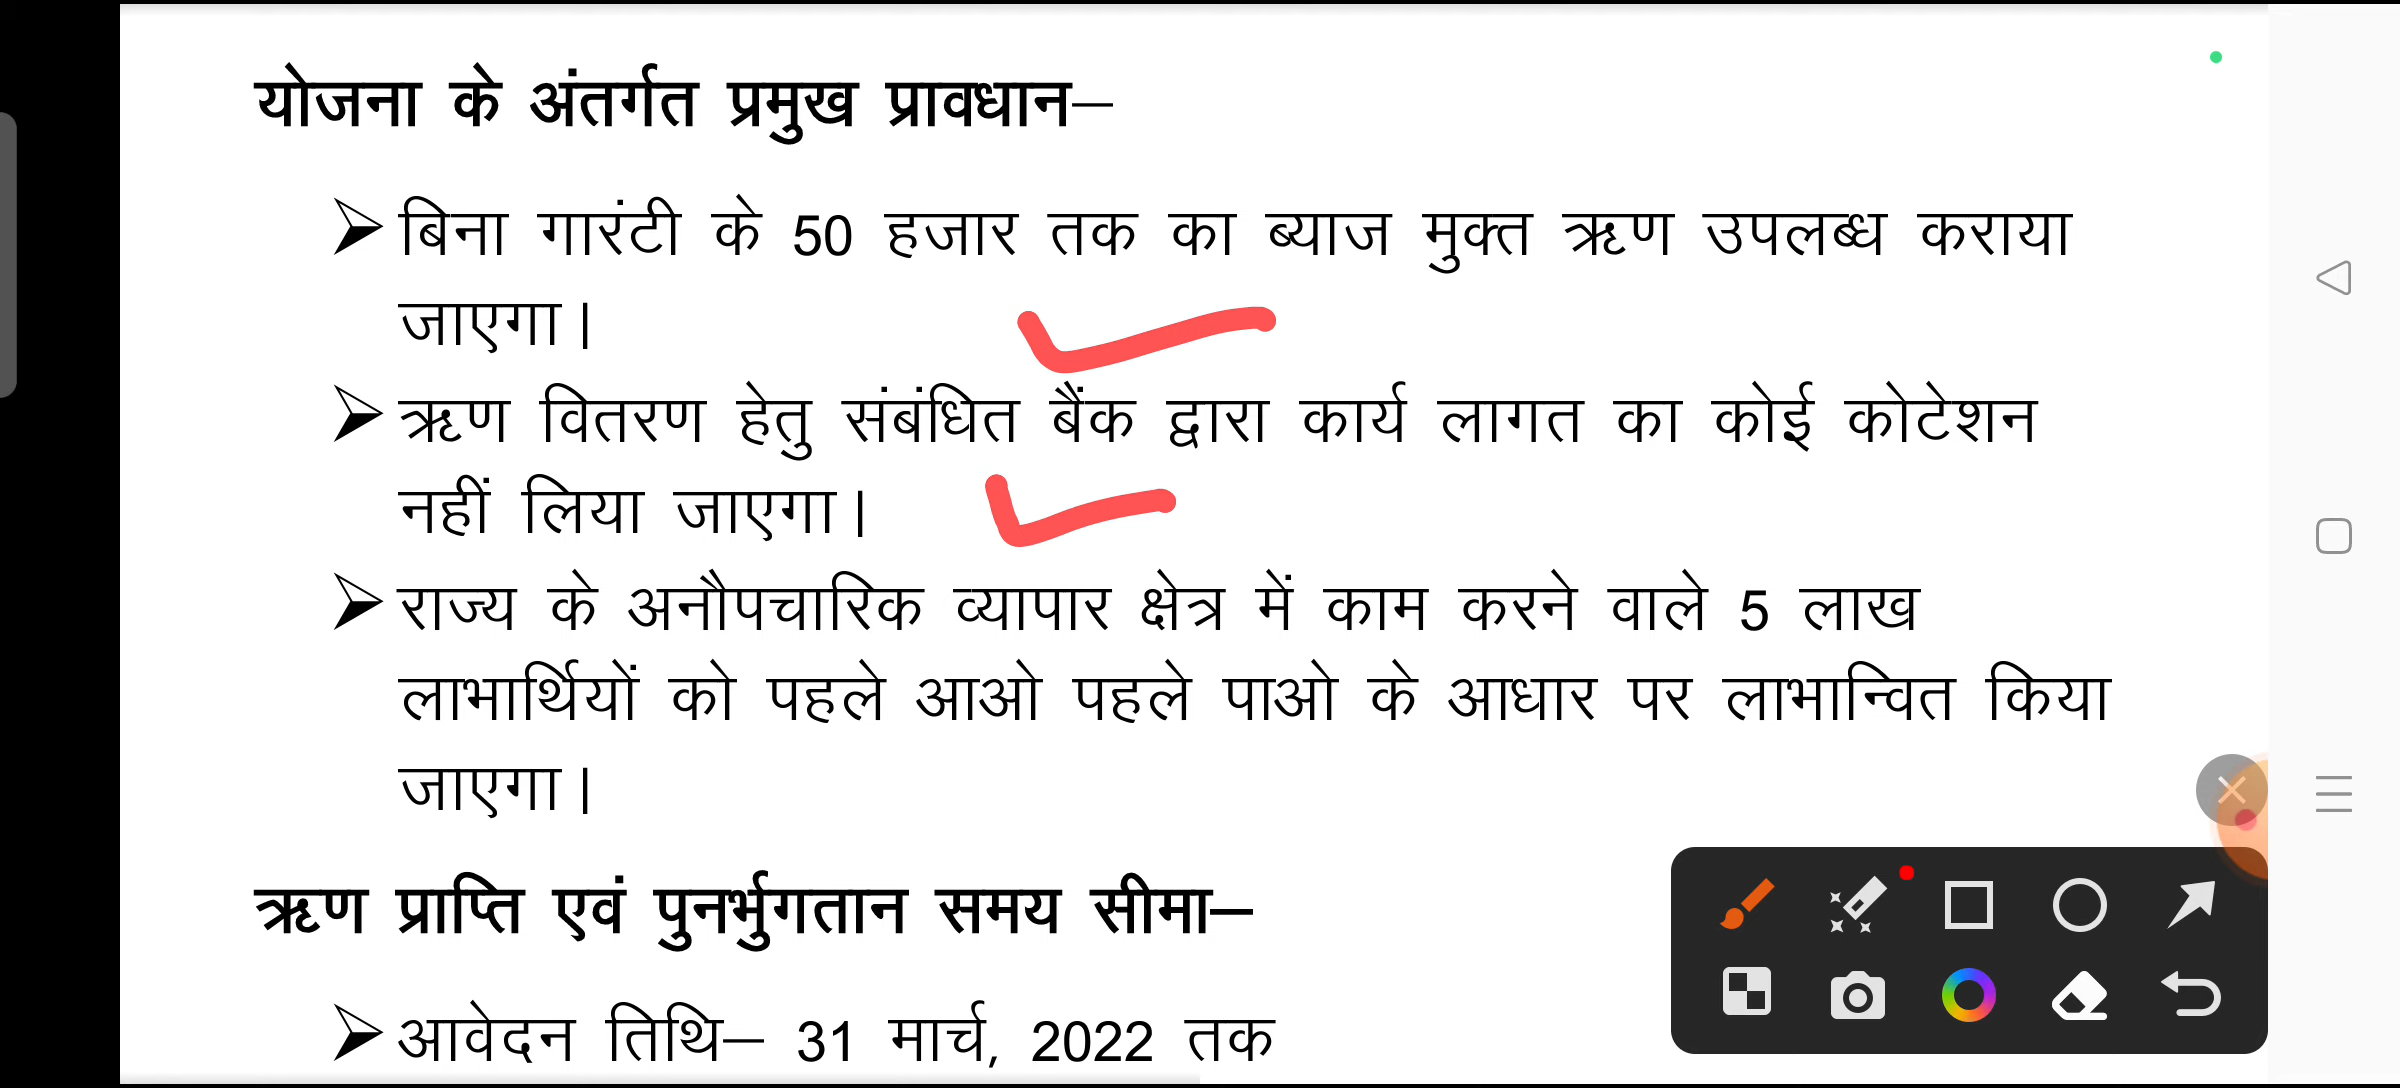 योजना के अंतर्गत प्रमुख प्रावधान–
➢ बिना गारंटी के 50 हजार तक का ब्याज मुक्त ऋण उपलब्ध कराया
जाएगा।
➢ ऋण वितरण हेतु संबंधित बैंक द्वारा कार्य लागत का कोई कोटेशन
नहीं लिया जाएगा।
➢ राज्य के अनौपचारिक व्यापार क्षेत्र में काम करने वाले 5 लाख
लाभार्थियों को पहले आओ पहले पाओ के आधार पर लाभान्वित किया
जाएगा।
ऋण प्राप्ति एवं पुनर्भुगतान समय सीमा–
➢ आवेदन तिथि– 31 मार्च, 2022 तक